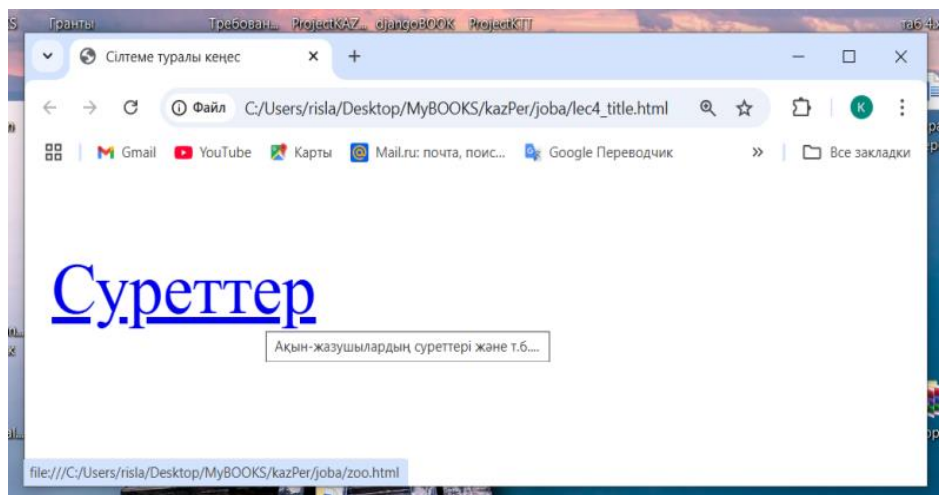 Гранты Требован... ProjectKAZ... djangoBOOK ProjectKTT
Сілтеме туралы кеңес
Файл C:/Users/risla/Desktop/MyBOOKS/kazPer/joba/lec4_title.html K
Gmail YouTube Карты Mail.ru: почта, поис... Google Переводчик » Все закладки
Суреттер
Ақын-жазушылардың суреттері және т.б....
file:///C:/Users/risla/Desktop/MyBOOKS/kazPer/joba/zoo.html